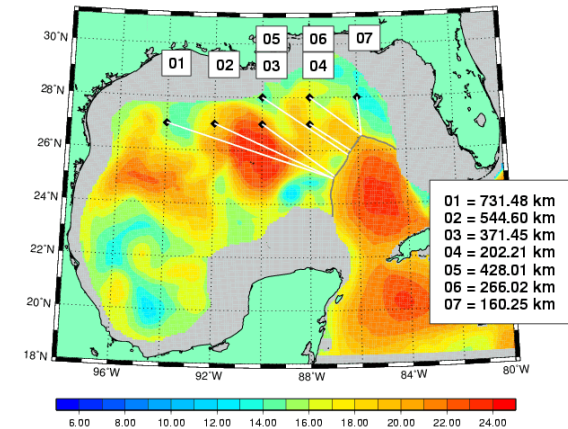 30°N
28°N
26°N
24°N
22°N
20°N
18°N
05 06 07
01 02 03 04
01 = 731.48 km
02 = 544.60 km
03 = 371.45 km
04 = 202.21 km
05 = 428.01 km
06 = 266.02 km
07 = 160.25 km
96°W 92°W 88°W 84°W 80°W
6.00 8.00 10.00 12.00 14.00 16.00 18.00 20.00 22.00 24.00